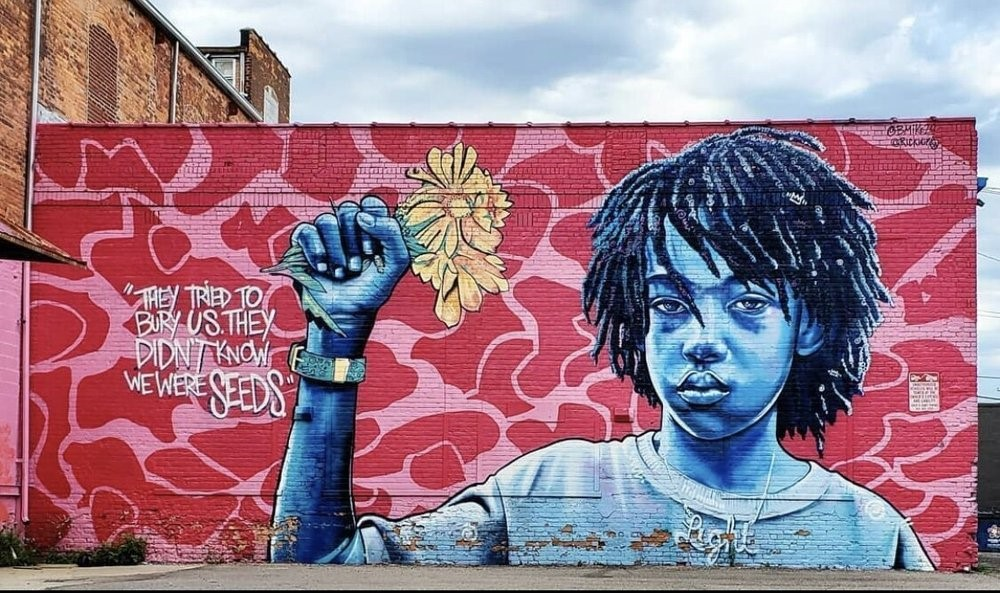 "THEY TRIED TO
BURY US. THEY
DIDN'T KNOW
WE WERE SEEDS."
Light